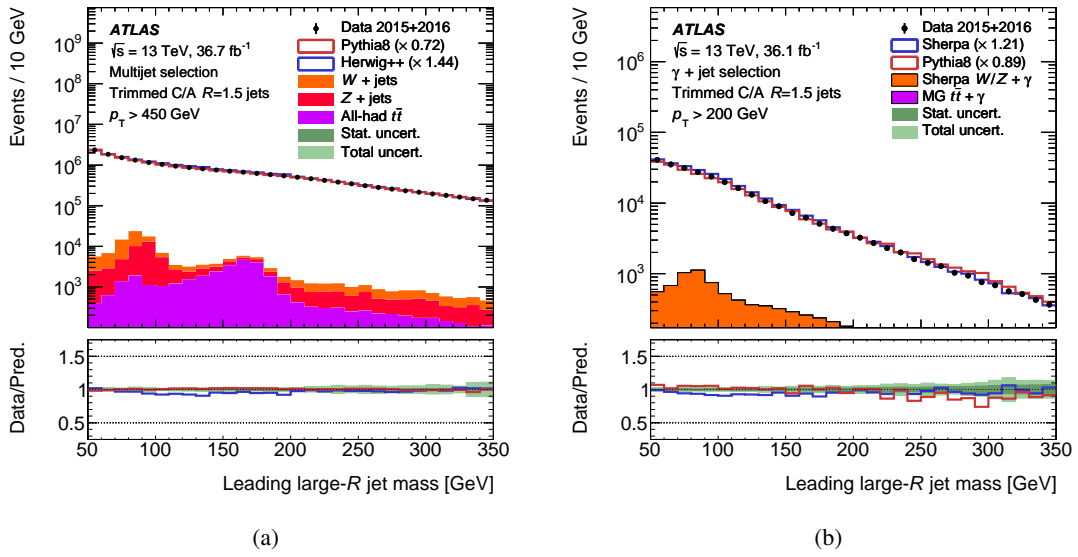 Events / 10 GeV
10⁹
10⁸
10⁷
10⁶
10⁵
10⁴
10³
ATLAS
√s = 13 TeV, 36.7 fb⁻¹
Multijet selection
Trimmed C/A R=1.5 jets
p_T > 450 GeV
Data 2015+2016
Pythia8 (× 0.72)
Herwig++ (× 1.44)
W + jets
Z + jets
All-had tt̄
Stat. uncert.
Total uncert.
Data/Pred.
1.5
1
0.5
50 100 150 200 250 300 350
Leading large-R jet mass [GeV]
(a)
Events / 10 GeV
10⁶
10⁵
10⁴
10³
ATLAS
√s = 13 TeV, 36.1 fb⁻¹
γ + jet selection
Trimmed C/A R=1.5 jets
p_T > 200 GeV
Data 2015+2016
Sherpa (× 1.21)
Pythia8 (× 0.89)
Sherpa W/Z + γ
MG tt̄ + γ
Stat. uncert.
Total uncert.
Data/Pred.
1.5
1
0.5
50 100 150 200 250 300 350
Leading large-R jet mass [GeV]
(b)